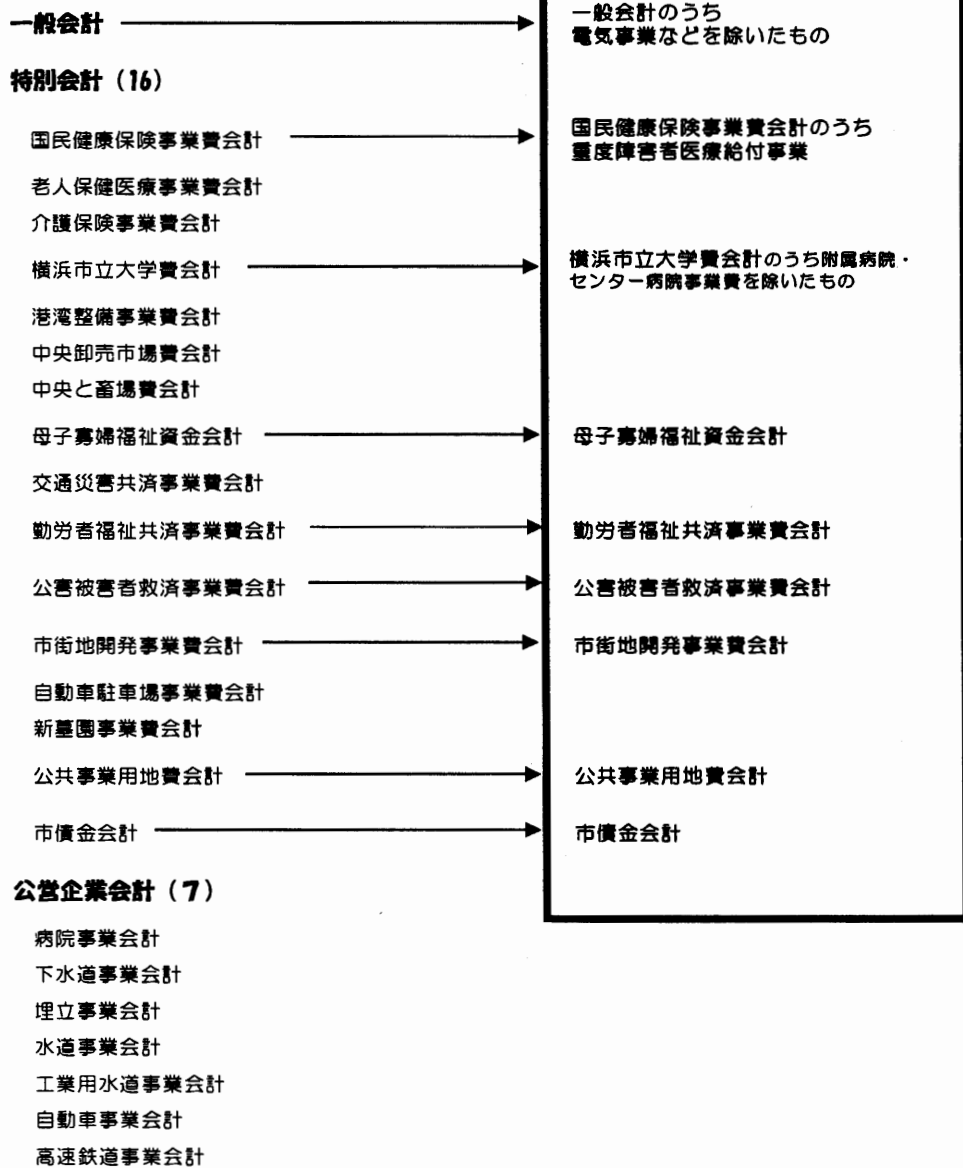 一般会計
一般会計のうち
電気事業などを除いたもの
特別会計（16）
国民健康保険事業費会計
国民健康保険事業費会計のうち
重度障害者医療給付事業
老人保健医療事業費会計
介護保険事業費会計
横浜市立大学費会計
横浜市立大学費会計のうち附属病院・
センター病院事業費を除いたもの
港湾整備事業費会計
中央卸売市場費会計
中央と畜場費会計
母子寡婦福祉資金会計
母子寡婦福祉資金会計
交通災害共済事業費会計
勤労者福祉共済事業費会計
勤労者福祉共済事業費会計
公害被害者救済事業費会計
公害被害者救済事業費会計
市街地開発事業費会計
市街地開発事業費会計
自動車駐車場事業費会計
新墓園事業費会計
公共事業用地費会計
公共事業用地費会計
市債金会計
市債金会計
公営企業会計（7）
病院事業会計
下水道事業会計
埋立事業会計
水道事業会計
工業用水道事業会計
自動車事業会計
高速鉄道事業会計